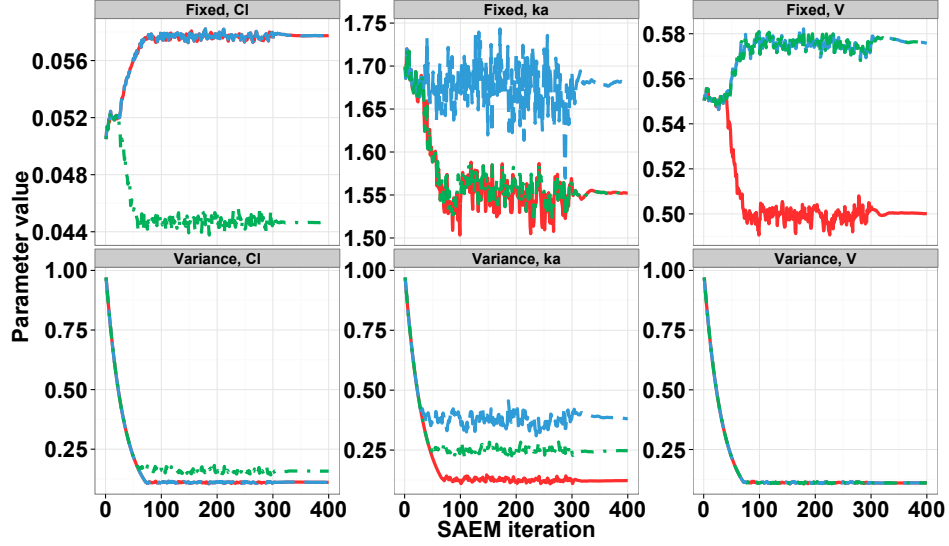 Fixed, Cl
Fixed, ka
Fixed, V
0.056
0.052
0.048
0.044
1.75
1.70
1.65
1.60
1.55
1.50
0.58
0.56
0.54
0.52
0.50
Parameter value
Variance, Cl
Variance, ka
Variance, V
1.00
0.75
0.50
0.25
1.00
0.75
0.50
0.25
1.00
0.75
0.50
0.25
0 100 200 300 400
0 100 200 300 400
0 100 200 300 400
SAEM iteration